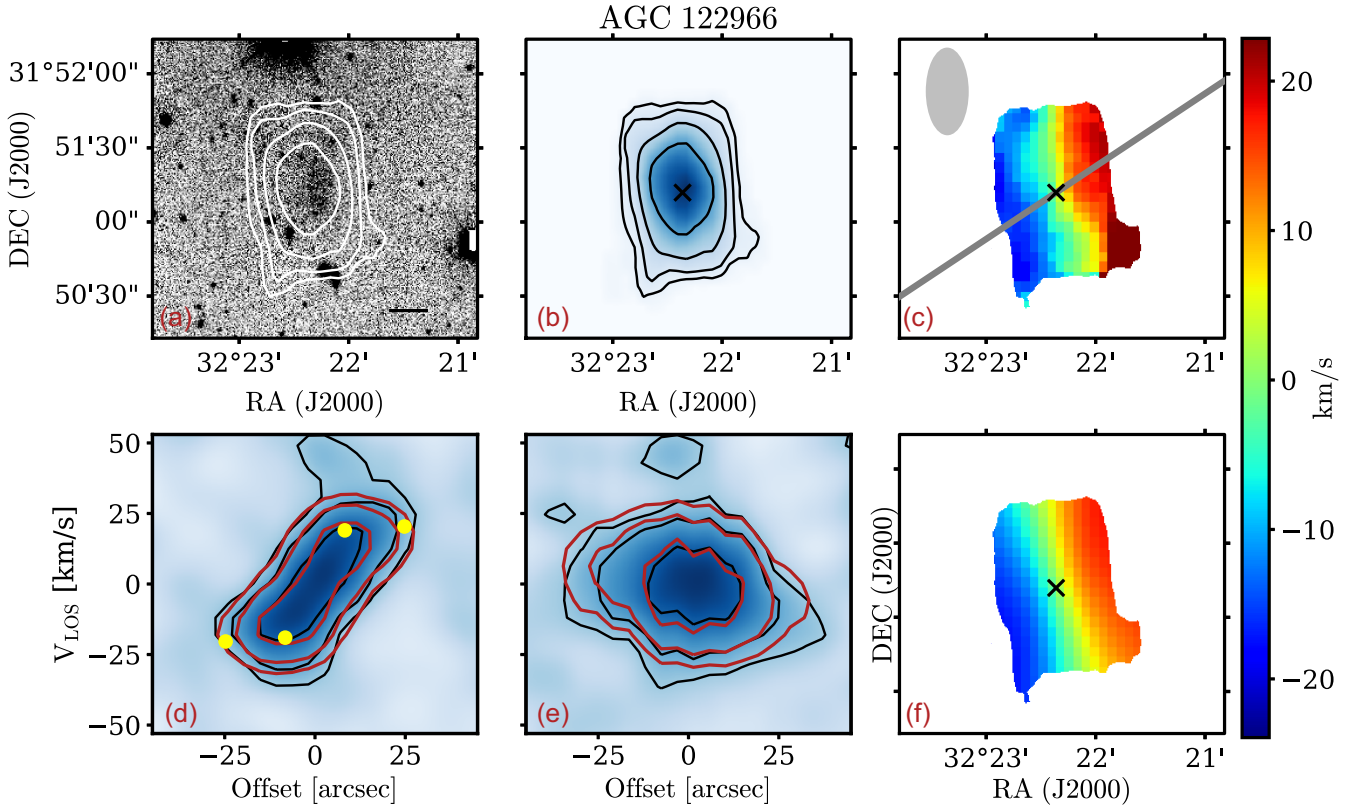 AGC 122966
31°52'00"
51'30"
00"
50'30"
DEC (J2000)
(a)
(b)
(c)
32°23' 22' 21'
32°23' 22' 21'
32°23' 22' 21'
RA (J2000)
RA (J2000)
20
10
0
−10
−20
km/s
50
25
0
−25
−50
V_LOS [km/s]
(d)
(e)
(f)
DEC (J2000)
−25 0 25
−25 0 25
32°23' 22' 21'
Offset [arcsec]
Offset [arcsec]
RA (J2000)